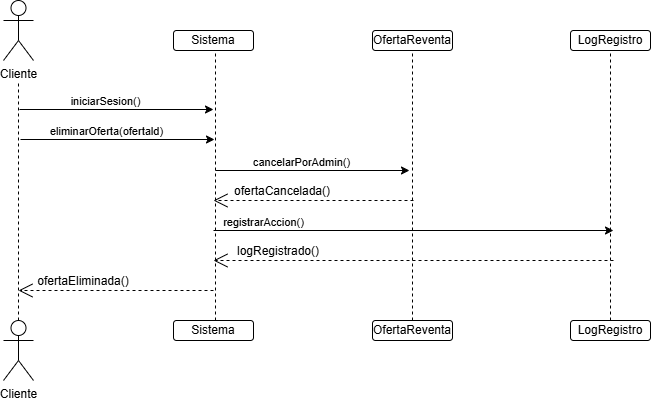 Sistema
OfertaReventa
LogRegistro
Cliente
iniciarSesion()
eliminarOferta(ofertaId)
cancelarPorAdmin()
ofertaCancelada()
registrarAccion()
logRegistrado()
ofertaEliminada()
Sistema
OfertaReventa
LogRegistro
Cliente